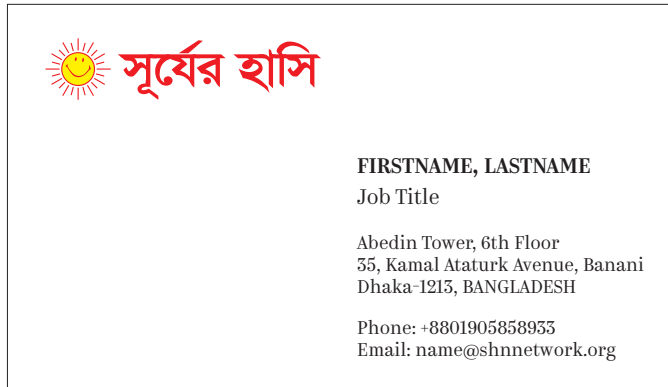 সূর্যের হাসি
FIRSTNAME, LASTNAME
Job Title
Abedin Tower, 6th Floor
35, Kamal Ataturk Avenue, Banani
Dhaka-1213, BANGLADESH
Phone: +8801905858933
Email: name@shnnetwork.org